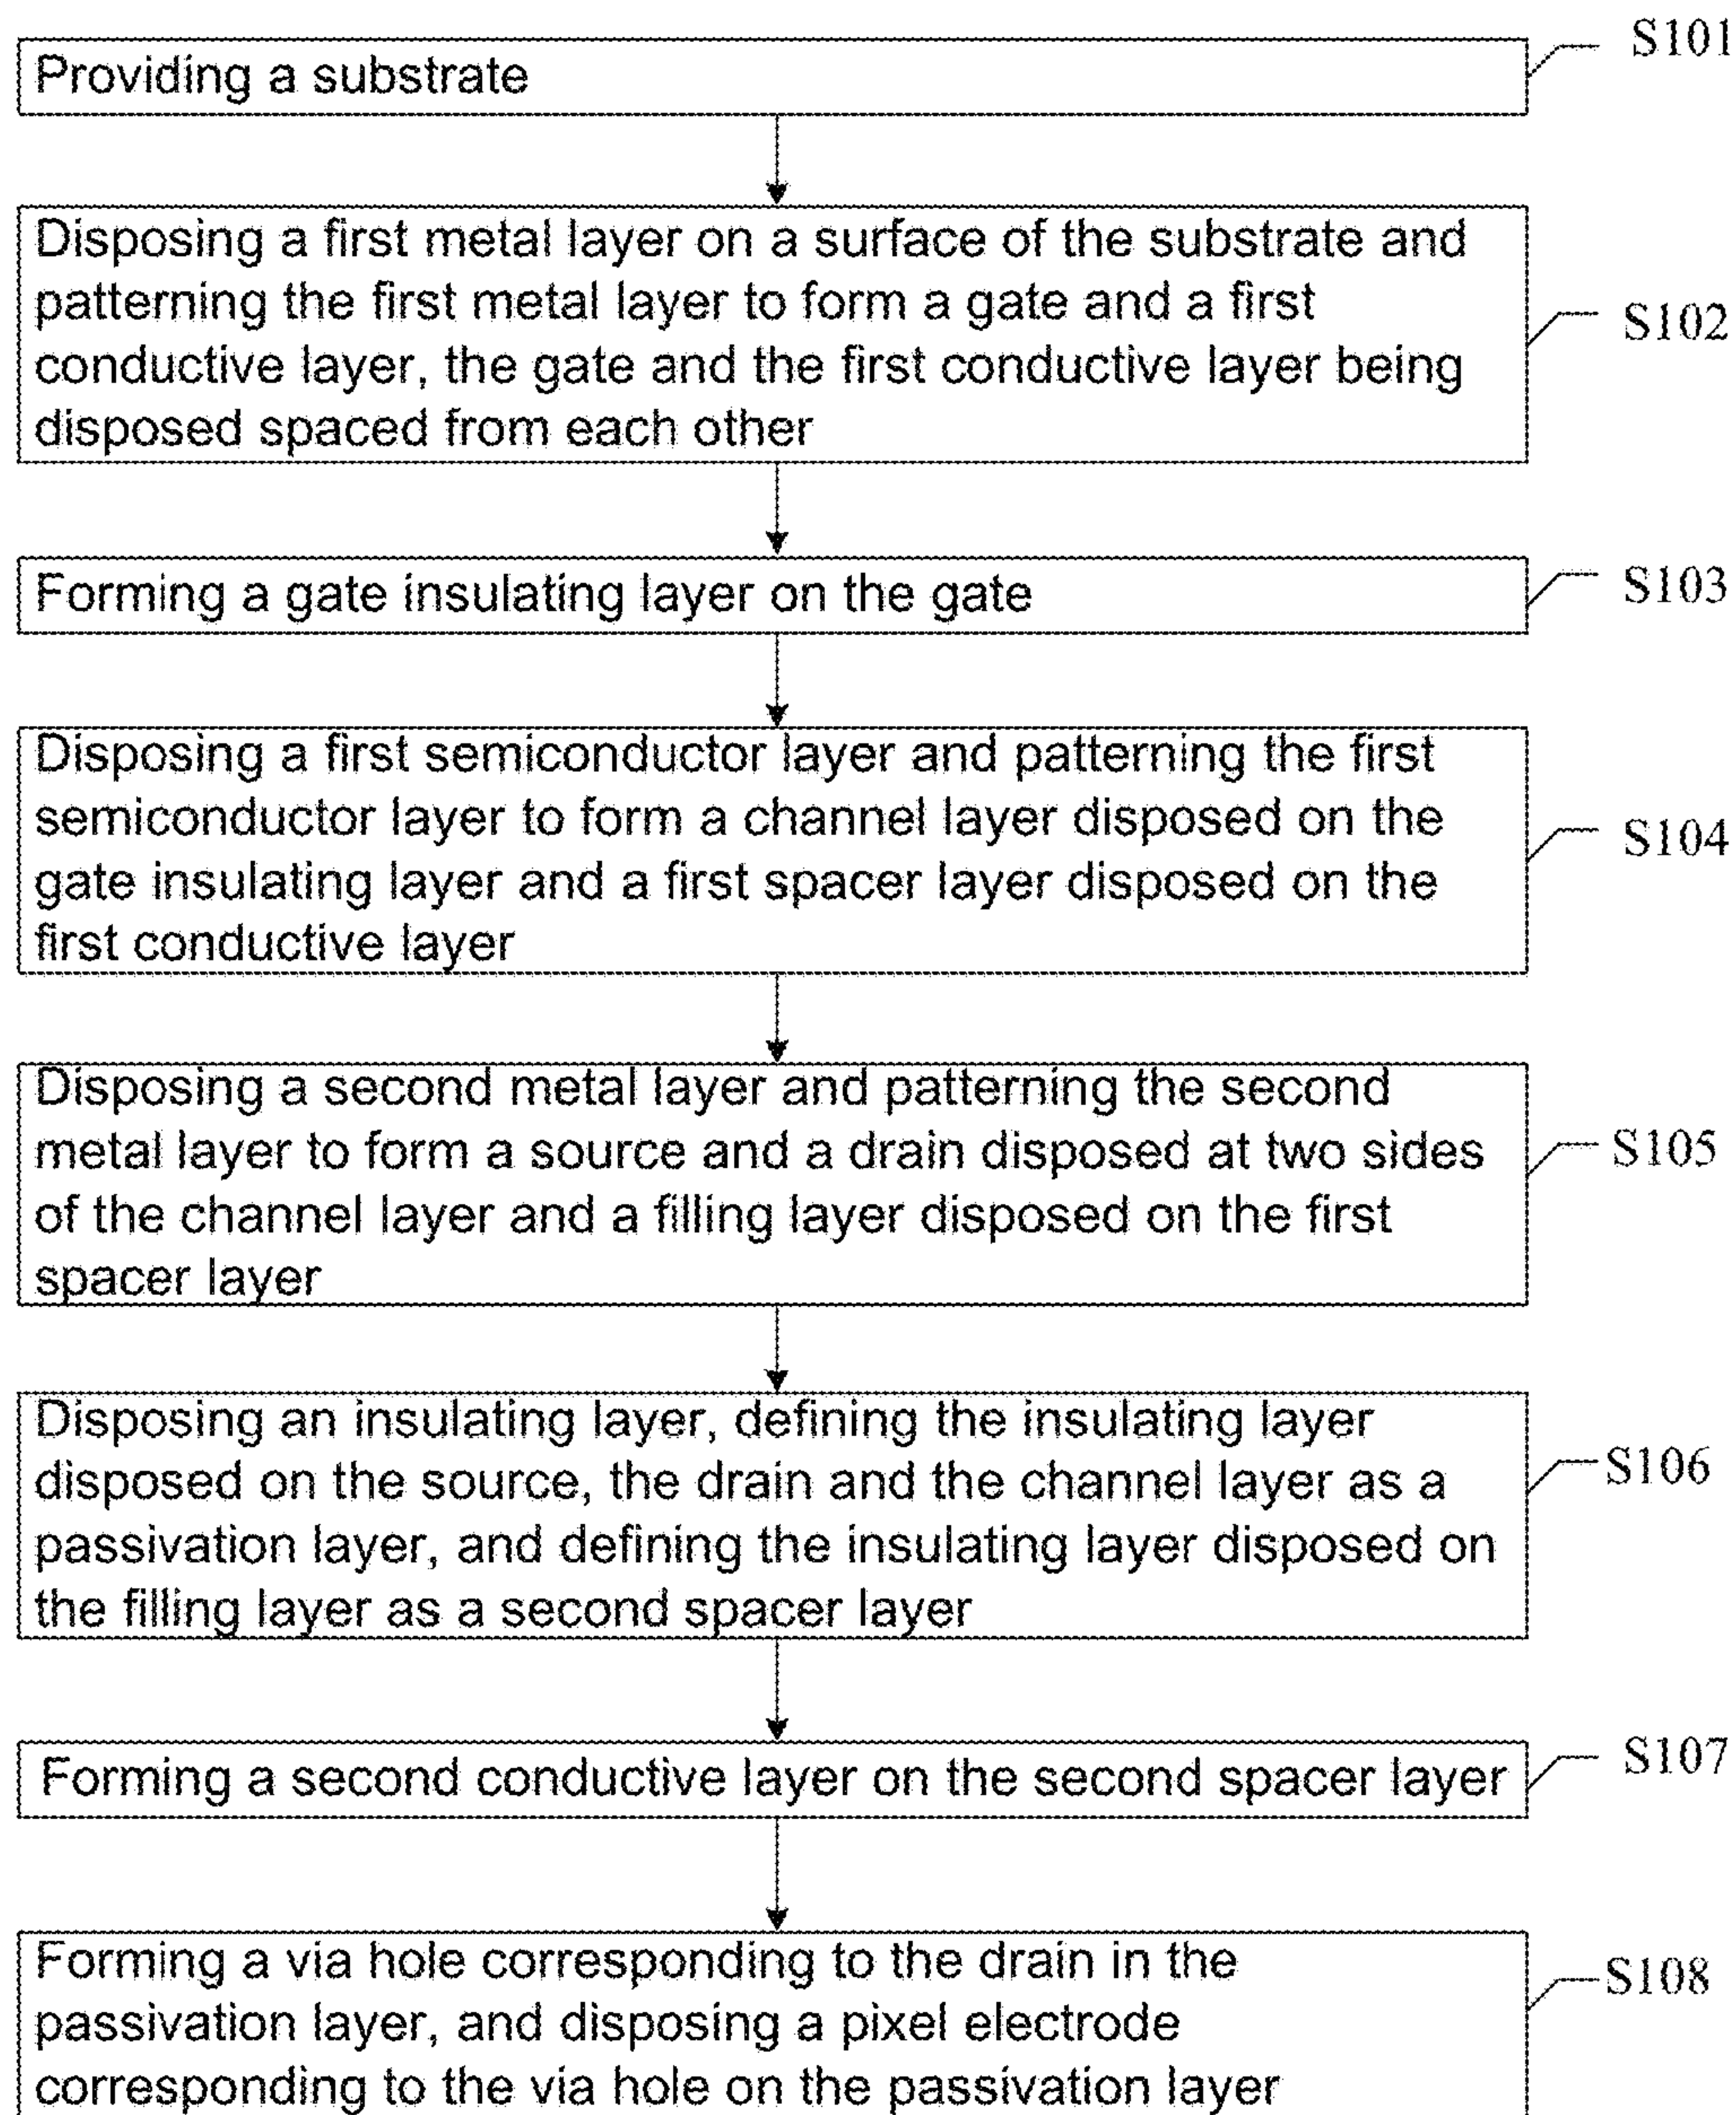 S101
Providing a substrate
Disposing a first metal layer on a surface of the substrate and
patterning the first metal layer to form a gate and a first
conductive layer, the gate and the first conductive layer being
disposed spaced from each other
S102
Forming a gate insulating layer on the gate
S103
Disposing a first semiconductor layer and patterning the first
semiconductor layer to form a channel layer disposed on the
gate insulating layer and a first spacer layer disposed on the
first conductive layer
S104
Disposing a second metal layer and patterning the second
metal layer to form a source and a drain disposed at two sides
of the channel layer and a filling layer disposed on the first
spacer layer
S105
Disposing an insulating layer, defining the insulating layer
disposed on the source, the drain and the channel layer as a
passivation layer, and defining the insulating layer disposed on
the filling layer as a second spacer layer
S106
Forming a second conductive layer on the second spacer layer
S107
Forming a via hole corresponding to the drain in the
passivation layer, and disposing a pixel electrode
corresponding to the via hole on the passivation layer
S108